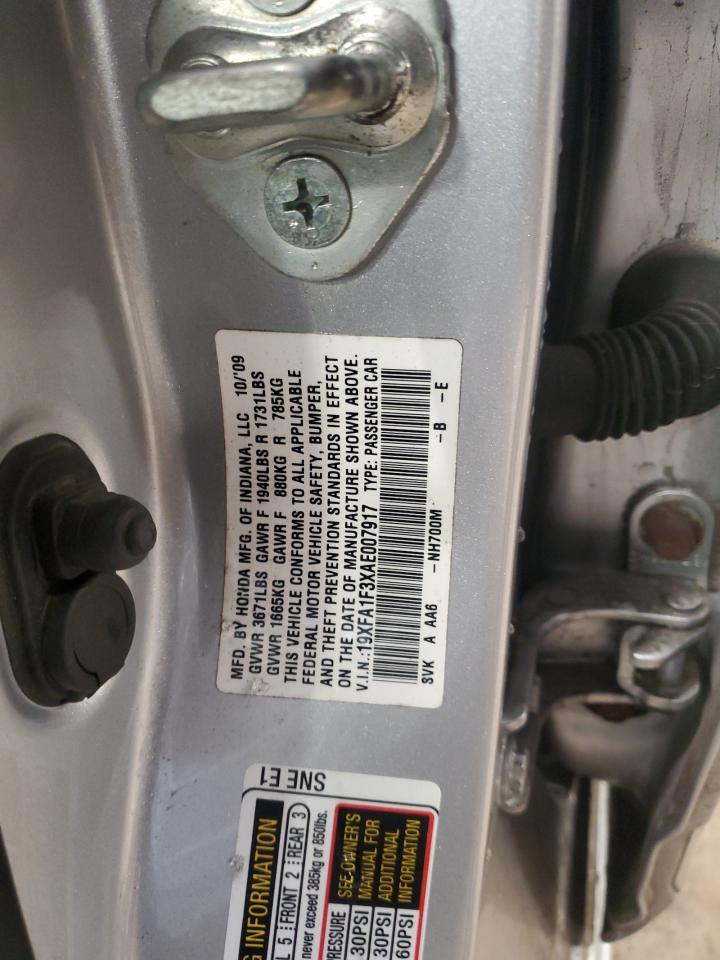 MFD. BY HONDA MFG. OF INDIANA, LLC 10/'09
GVWR 3671LBS GAWR F 1940LBS R 1731LBS
GVWR 1665KG GAWR F 880KG R 785KG
THIS VEHICLE CONFORMS TO ALL APPLICABLE
FEDERAL MOTOR VEHICLE SAFETY, BUMPER,
AND THEFT PREVENTION STANDARDS IN EFFECT
ON THE DATE OF MANUFACTURE SHOWN ABOVE.
V.I.N.:19XFA1F3XAE007917 TYPE: PASSENGER CAR
SVK A AA6 -NH700M -B -E
SNE E1
G INFORMATION
L 5 FRONT 2 REAR 3
never exceed 385kg or 850lbs.
RESSURE
30PSI
30PSI
60PSI
SEE OWNER'S
MANUAL FOR
ADDITIONAL
INFORMATION